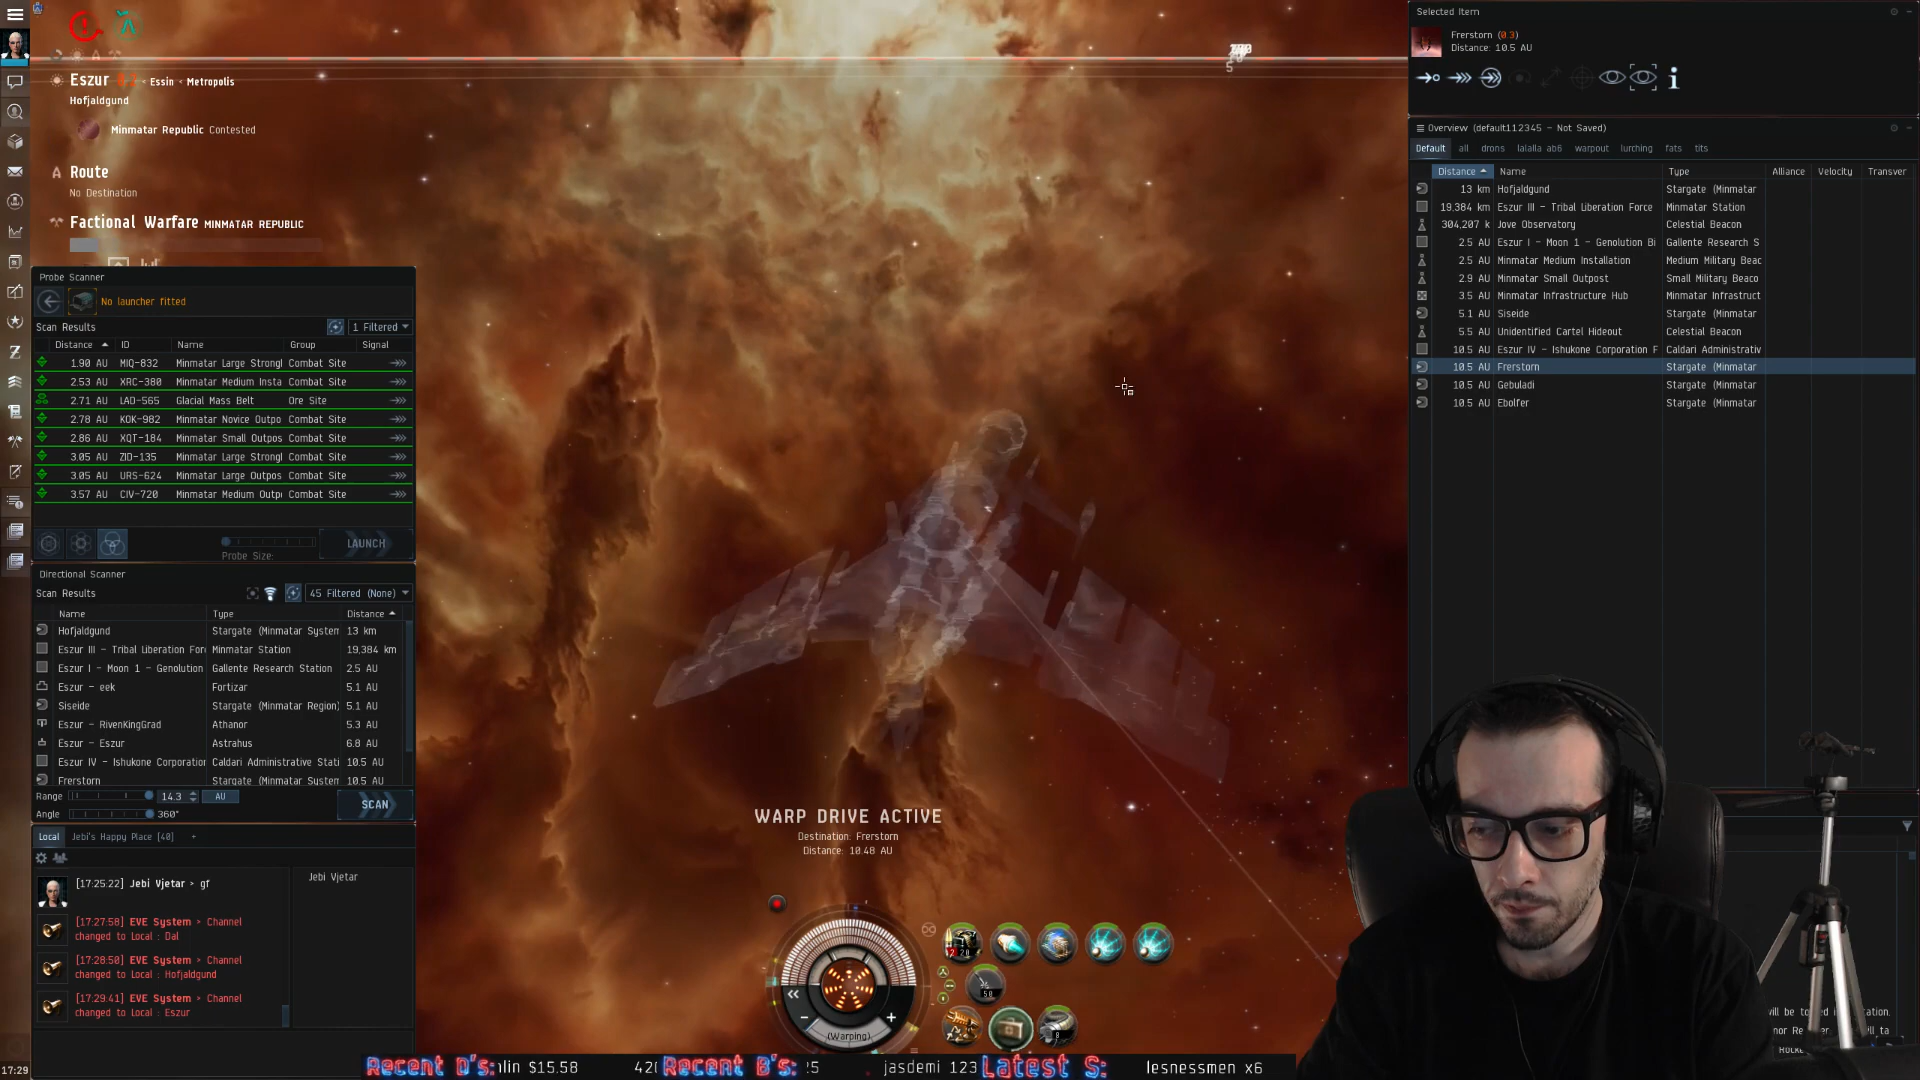 Eszur < Essin < Metropolis
Hofjaldgund
Minmatar Republic Contested
Route
No Destination
Factional Warfare MINMATAR REPUBLIC
Probe Scanner
No launcher fitted
Scan Results 1 Filtered
Distance ID Name Group Signal
1.90 AU MIQ-832 Minmatar Large Strongl Combat Site
2.53 AU XRC-380 Minmatar Medium Insta Combat Site
2.71 AU LAO-565 Glacial Mass Belt Ore Site
2.78 AU KOK-982 Minmatar Novice Outpo Combat Site
2.86 AU XQT-184 Minmatar Small Outpos Combat Site
3.05 AU ZID-135 Minmatar Large Strongl Combat Site
3.05 AU URS-624 Minmatar Large Outpos Combat Site
3.57 AU CIV-720 Minmatar Medium Outp Combat Site
Probe Size:
LAUNCH
Directional Scanner
Scan Results 45 Filtered (None)
Name Type Distance
Hofjaldgund Stargate (Minmatar System 13 km
Eszur III - Tribal Liberation For Minmatar Station 19,384 km
Eszur I - Moon 1 - Genolution Gallente Research Station 2.5 AU
Eszur - eek Fortizar 5.1 AU
Siseide Stargate (Minmatar Region) 5.1 AU
Eszur - RivenKingGrad Athanor 5.3 AU
Eszur - Eszur Astrahus 6.8 AU
Eszur IV - Ishukone Corporation Caldari Administrative Stati 10.5 AU
Frerstorn Stargate (Minmatar System 10.5 AU
Range 14.3 AU
Angle 360°
SCAN
Local Jebi's Happy Place [40] +
[17:25:22] Jebi Vjetar > gf
[17:27:58] EVE System > Channel
changed to Local : Dal
[17:28:50] EVE System > Channel
changed to Local : Hofjaldgund
[17:29:41] EVE System > Channel
changed to Local : Eszur
Jebi Vjetar
17:29
WARP DRIVE ACTIVE
Destination: Frerstorn
Distance: 10.48 AU
(Warping)
50
8
Recent D's: lin $15.58 Recent B's: jasdemi 123 Latest S: lesnessmen x6
Selected Item
Frerstorn (0.3)
Distance: 10.5 AU
Overview (default112345 - Not Saved)
Default all drons lalalla ab6 warpout lurching fats tits
Distance Name Type Alliance Velocity Transver
13 km Hofjaldgund Stargate (Minmatar
19,384 km Eszur III - Tribal Liberation Force Minmatar Station
304,207 k Jove Observatory Celestial Beacon
2.5 AU Eszur I - Moon 1 - Genolution Bi Gallente Research S
2.5 AU Minmatar Medium Installation Medium Military Beac
2.9 AU Minmatar Small Outpost Small Military Beaco
3.5 AU Minmatar Infrastructure Hub Minmatar Infrastruct
5.1 AU Siseide Stargate (Minmatar
5.5 AU Unidentified Cartel Hideout Celestial Beacon
10.5 AU Eszur IV - Ishukone Corporation F Caldari Administrativ
10.5 AU Frerstorn Stargate (Minmatar
10.5 AU Gebuladi Stargate (Minmatar
10.5 AU Ebolfer Stargate (Minmatar